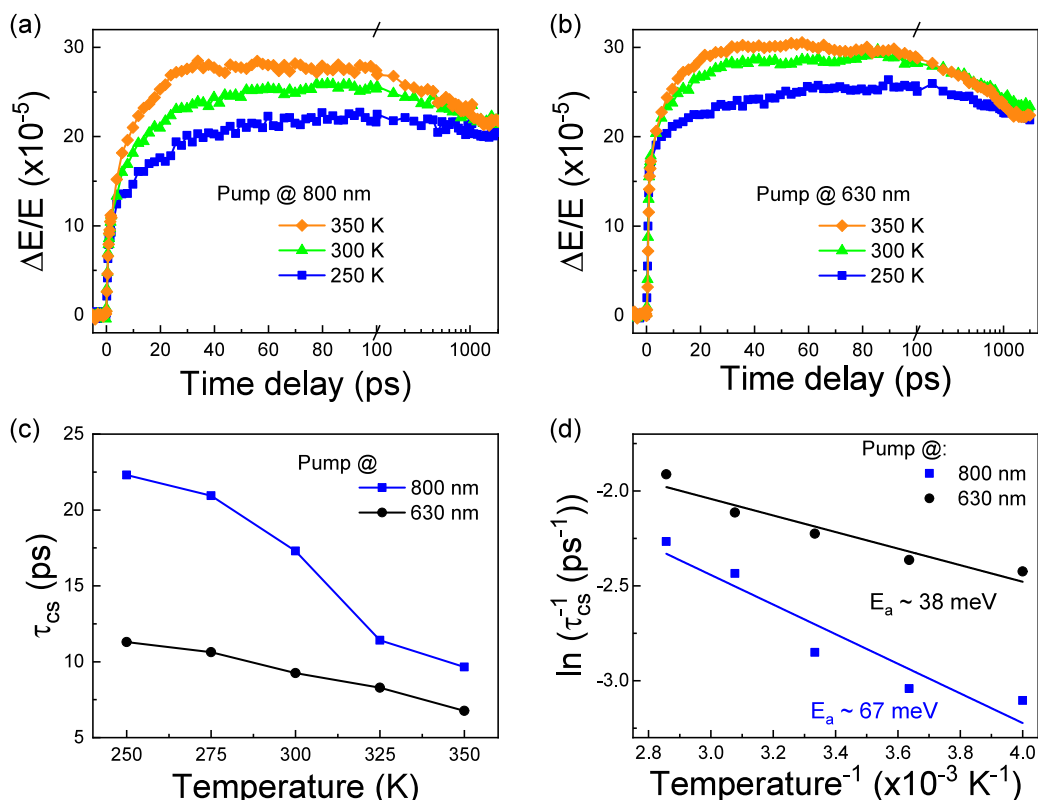 (a)
ΔE/E (x10⁻⁵)
30
20
10
0
Pump @ 800 nm
350 K
300 K
250 K
0 20 40 60 80 100 1000
Time delay (ps)
(b)
ΔE/E (x10⁻⁵)
30
20
10
0
Pump @ 630 nm
350 K
300 K
250 K
0 20 40 60 80 100 1000
Time delay (ps)
(c)
τcs (ps)
25
20
15
10
5
Pump @
800 nm
630 nm
250 275 300 325 350
Temperature (K)
(d)
ln (τcs⁻¹ (ps⁻¹))
-2.0
-2.5
-3.0
Pump @:
800 nm
630 nm
Eₐ ~ 38 meV
Eₐ ~ 67 meV
2.8 3.0 3.2 3.4 3.6 3.8 4.0
Temperature⁻¹ (x10⁻³ K⁻¹)